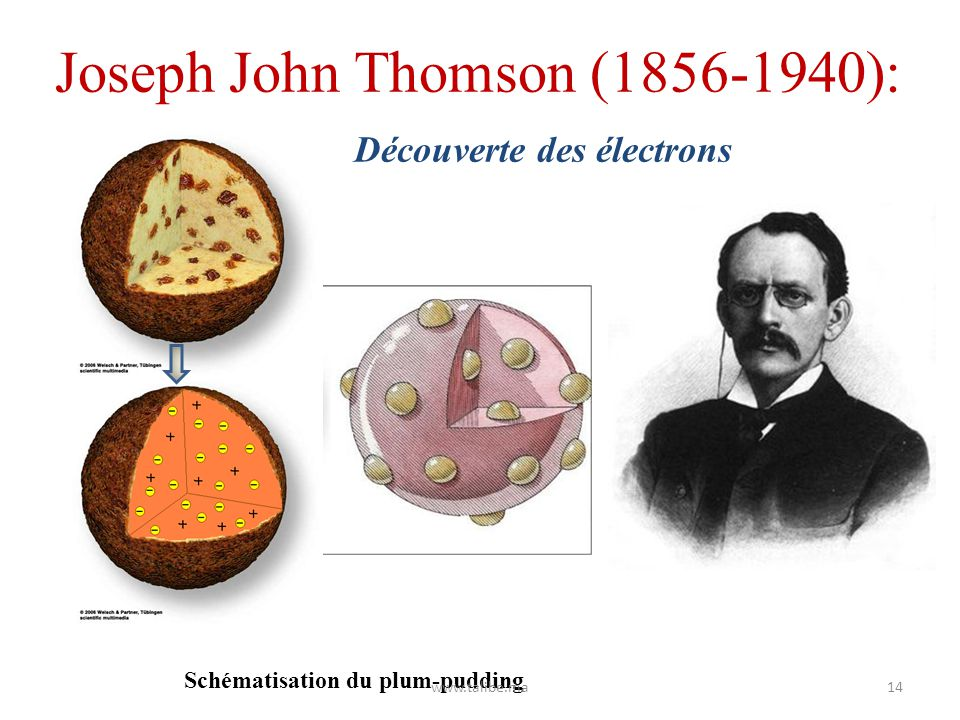 Joseph John Thomson (1856-1940):
Découverte des électrons
© 2006 Welsch & Partner, Tübingen
scientific multimedia
© 2006 Welsch & Partner, Tübingen
scientific multimedia
Schématisation du plum-pudding
14